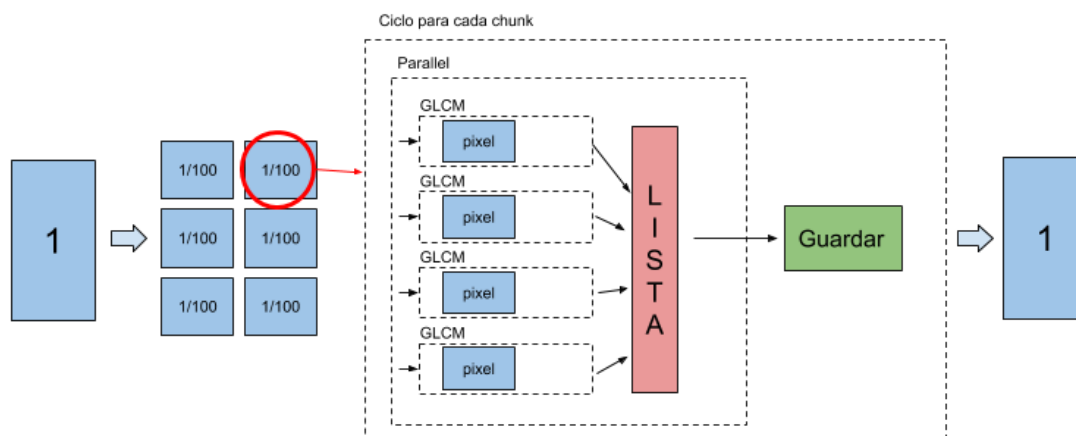 Ciclo para cada chunk
Parallel
GLCM
pixel
GLCM
pixel
GLCM
pixel
GLCM
pixel
1
1/100
1/100
1/100
1/100
1/100
1/100
LISTA
Guardar
1